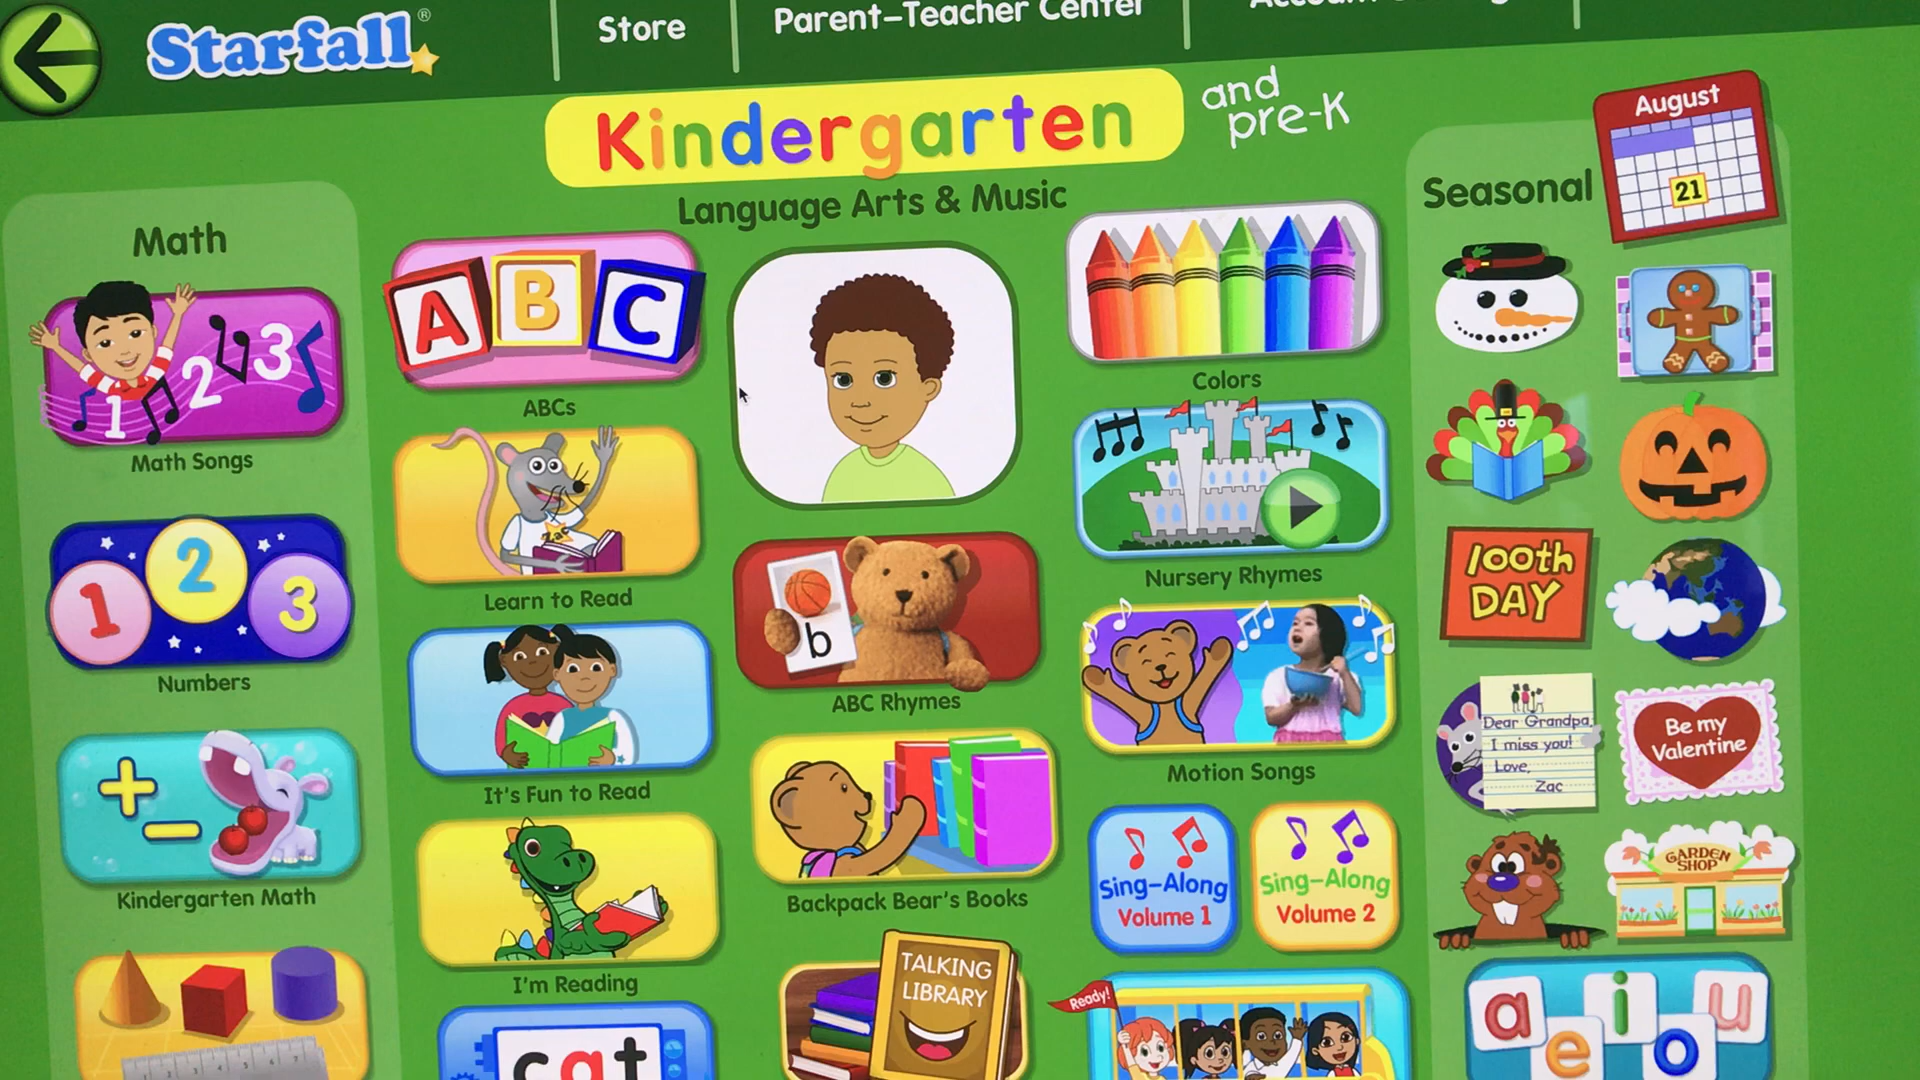 Starfall®
Store
Parent-Teacher Center
Kindergarten
and
pre-K
Language Arts & Music
Math
1 2 3
Math Songs
1 2 3
Numbers
+ -
Kindergarten Math
A B C
ABCs
Learn to Read
It's Fun to Read
I'm Reading
cat
b
ABC Rhymes
Backpack Bear's Books
TALKING
LIBRARY
Colors
Nursery Rhymes
Motion Songs
Sing-Along
Volume 1
Sing-Along
Volume 2
Ready!
Seasonal
August
21
100th
DAY
Dear Grandpa,
I miss you!
Love,
Zac
Be my
Valentine
GARDEN
SHOP
a e i o u